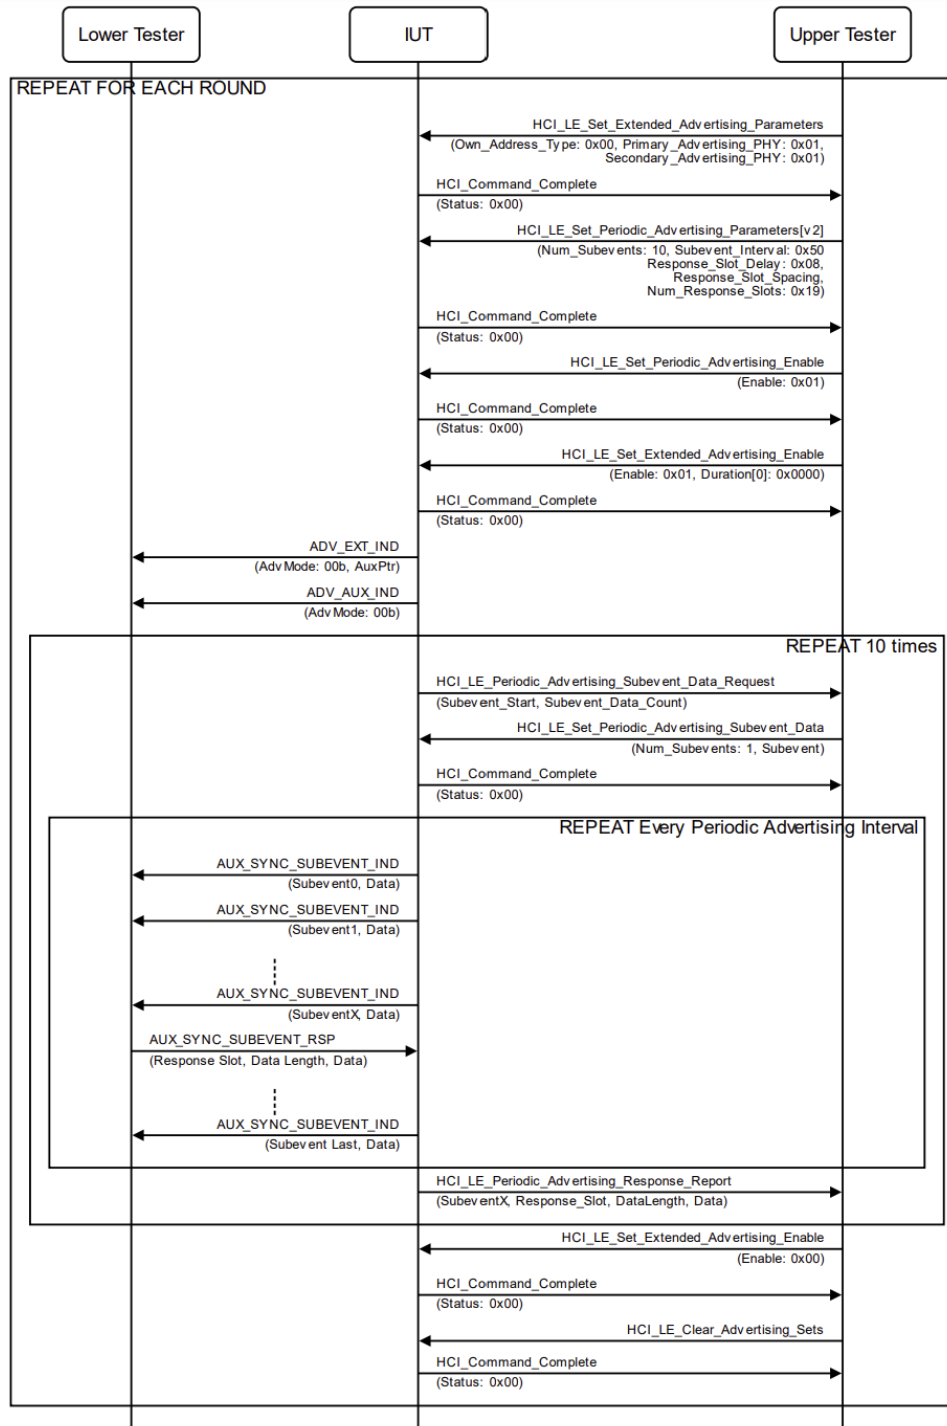 Lower Tester
IUT
Upper Tester
REPEAT FOR EACH ROUND
HCI_LE_Set_Extended_Advertising_Parameters
(Own_Address_Type: 0x00, Primary_Advertising_PHY: 0x01,
Secondary_Advertising_PHY: 0x01)
HCI_Command_Complete
(Status: 0x00)
HCI_LE_Set_Periodic_Advertising_Parameters[v2]
(Num_Subevents: 10, Subevent_Interval: 0x50
Response_Slot_Delay: 0x08,
Response_Slot_Spacing,
Num_Response_Slots: 0x19)
HCI_Command_Complete
(Status: 0x00)
HCI_LE_Set_Periodic_Advertising_Enable
(Enable: 0x01)
HCI_Command_Complete
(Status: 0x00)
HCI_LE_Set_Extended_Advertising_Enable
(Enable: 0x01, Duration[0]: 0x0000)
HCI_Command_Complete
(Status: 0x00)
ADV_EXT_IND
(AdvMode: 00b, AuxPtr)
ADV_AUX_IND
(AdvMode: 00b)
REPEAT 10 times
HCI_LE_Periodic_Advertising_Subevent_Data_Request
(Subevent_Start, Subevent_Data_Count)
HCI_LE_Set_Periodic_Advertising_Subevent_Data
(Num_Subevents: 1, Subevent)
HCI_Command_Complete
(Status: 0x00)
REPEAT Every Periodic Advertising Interval
AUX_SYNC_SUBEVENT_IND
(Subevent0, Data)
AUX_SYNC_SUBEVENT_IND
(Subevent1, Data)
AUX_SYNC_SUBEVENT_IND
(SubeventX, Data)
AUX_SYNC_SUBEVENT_RSP
(Response Slot, Data Length, Data)
AUX_SYNC_SUBEVENT_IND
(Subevent Last, Data)
HCI_LE_Periodic_Advertising_Response_Report
(SubeventX, Response_Slot, DataLength, Data)
HCI_LE_Set_Extended_Advertising_Enable
(Enable: 0x00)
HCI_Command_Complete
(Status: 0x00)
HCI_LE_Clear_Advertising_Sets
HCI_Command_Complete
(Status: 0x00)